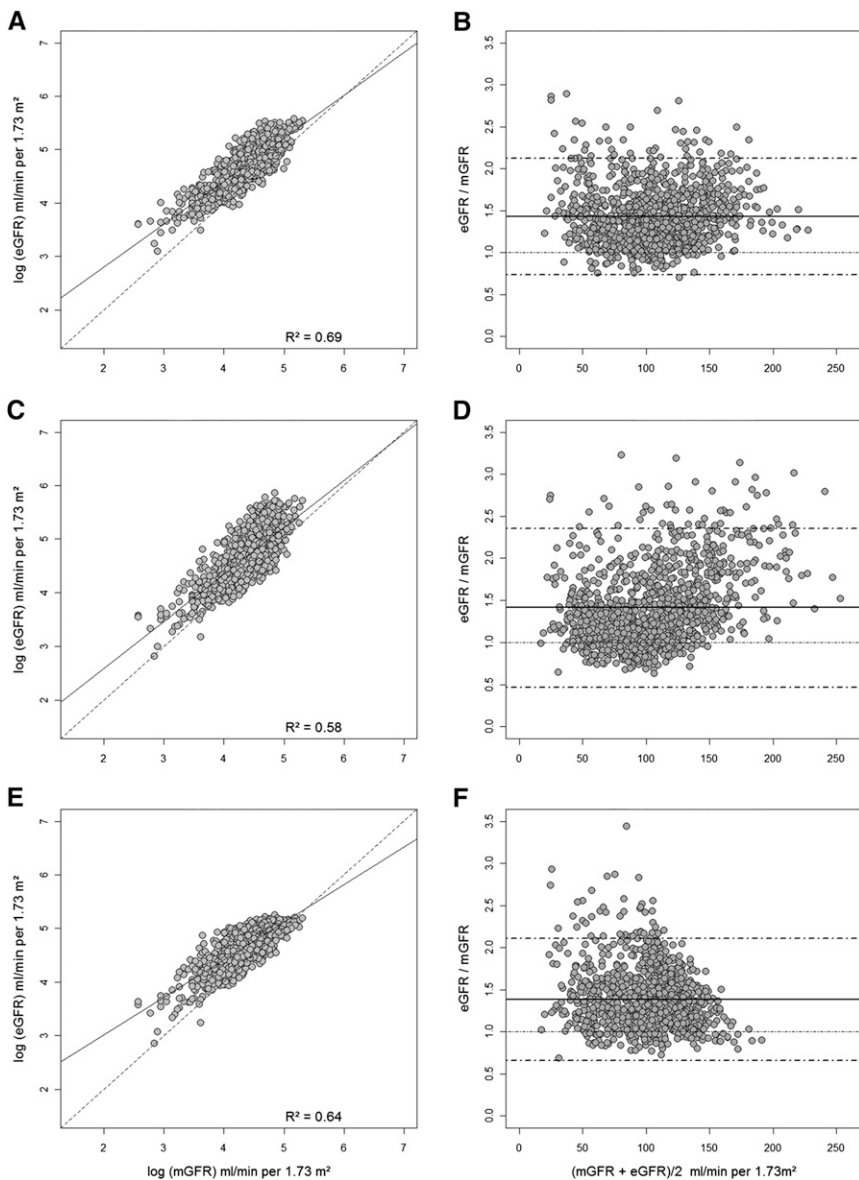 A
log (eGFR) ml/min per 1.73 m²
7
6
5
4
3
2
2 3 4 5 6 7
R² = 0.69
B
eGFR / mGFR
3.5
3.0
2.5
2.0
1.5
1.0
0.5
0.0
0 50 100 150 200 250
C
log (eGFR) ml/min per 1.73 m²
7
6
5
4
3
2
2 3 4 5 6 7
R² = 0.58
D
eGFR / mGFR
3.5
3.0
2.5
2.0
1.5
1.0
0.5
0.0
0 50 100 150 200 250
E
log (eGFR) ml/min per 1.73 m²
7
6
5
4
3
2
2 3 4 5 6 7
R² = 0.64
log (mGFR) ml/min per 1.73 m²
F
eGFR / mGFR
3.5
3.0
2.5
2.0
1.5
1.0
0.5
0.0
0 50 100 150 200 250
(mGFR + eGFR)/2 ml/min per 1.73m²